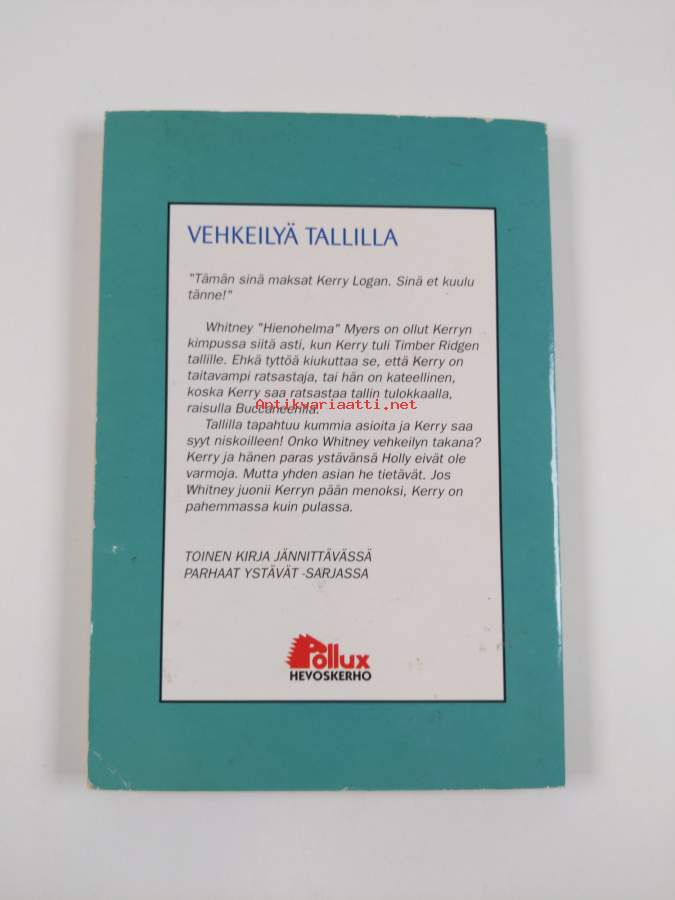 VEHKEILYÄ TALLILLA
"Tämän sinä maksat Kerry Logan. Sinä et kuulu
tänne!"
Whitney "Hienohelma" Myers on ollut Kerryn
kimpussa siitä asti, kun Kerry tuli Timber Ridgen
tallille. Ehkä tyttöä kiukuttaa se, että Kerry on
taitavampi ratsastaja, tai hän on kateellinen,
koska Kerry saa ratsastaa tallin tulokkaalla,
raisulla Buccaneerilla.
Antikvariaatti.net
Tallilla tapahtuu kummia asioita ja Kerry saa
syyt niskoilleen! Onko Whitney vehkeilyn takana?
Kerry ja hänen paras ystävänsä Holly eivät ole
varmoja. Mutta yhden asian he tietävät. Jos
Whitney juonii Kerryn pään menoksi, Kerry on
pahemmassa kuin pulassa.
TOINEN KIRJA JÄNNITTÄVÄSSÄ
PARHAAT YSTÄVÄT -SARJASSA
Pollux
HEVOSKERHO